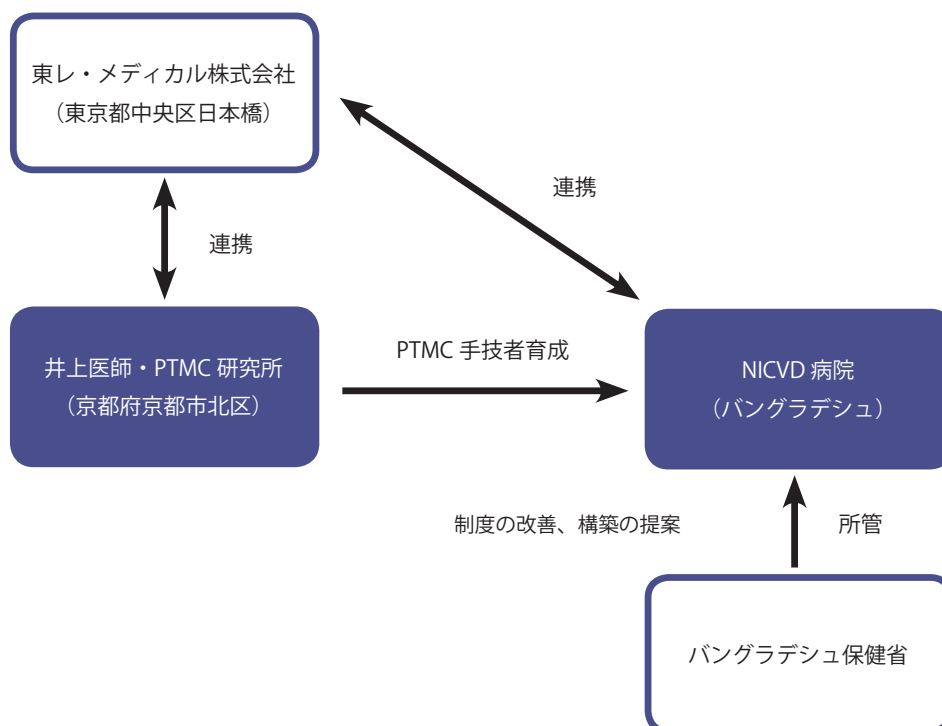 東レ・メディカル株式会社
（東京都中央区日本橋）
連携
連携
井上医師・PTMC 研究所
（京都府京都市北区）
PTMC 手技者育成
NICVD 病院
（バングラデシュ）
制度の改善、構築の提案
所管
バングラデシュ保健省